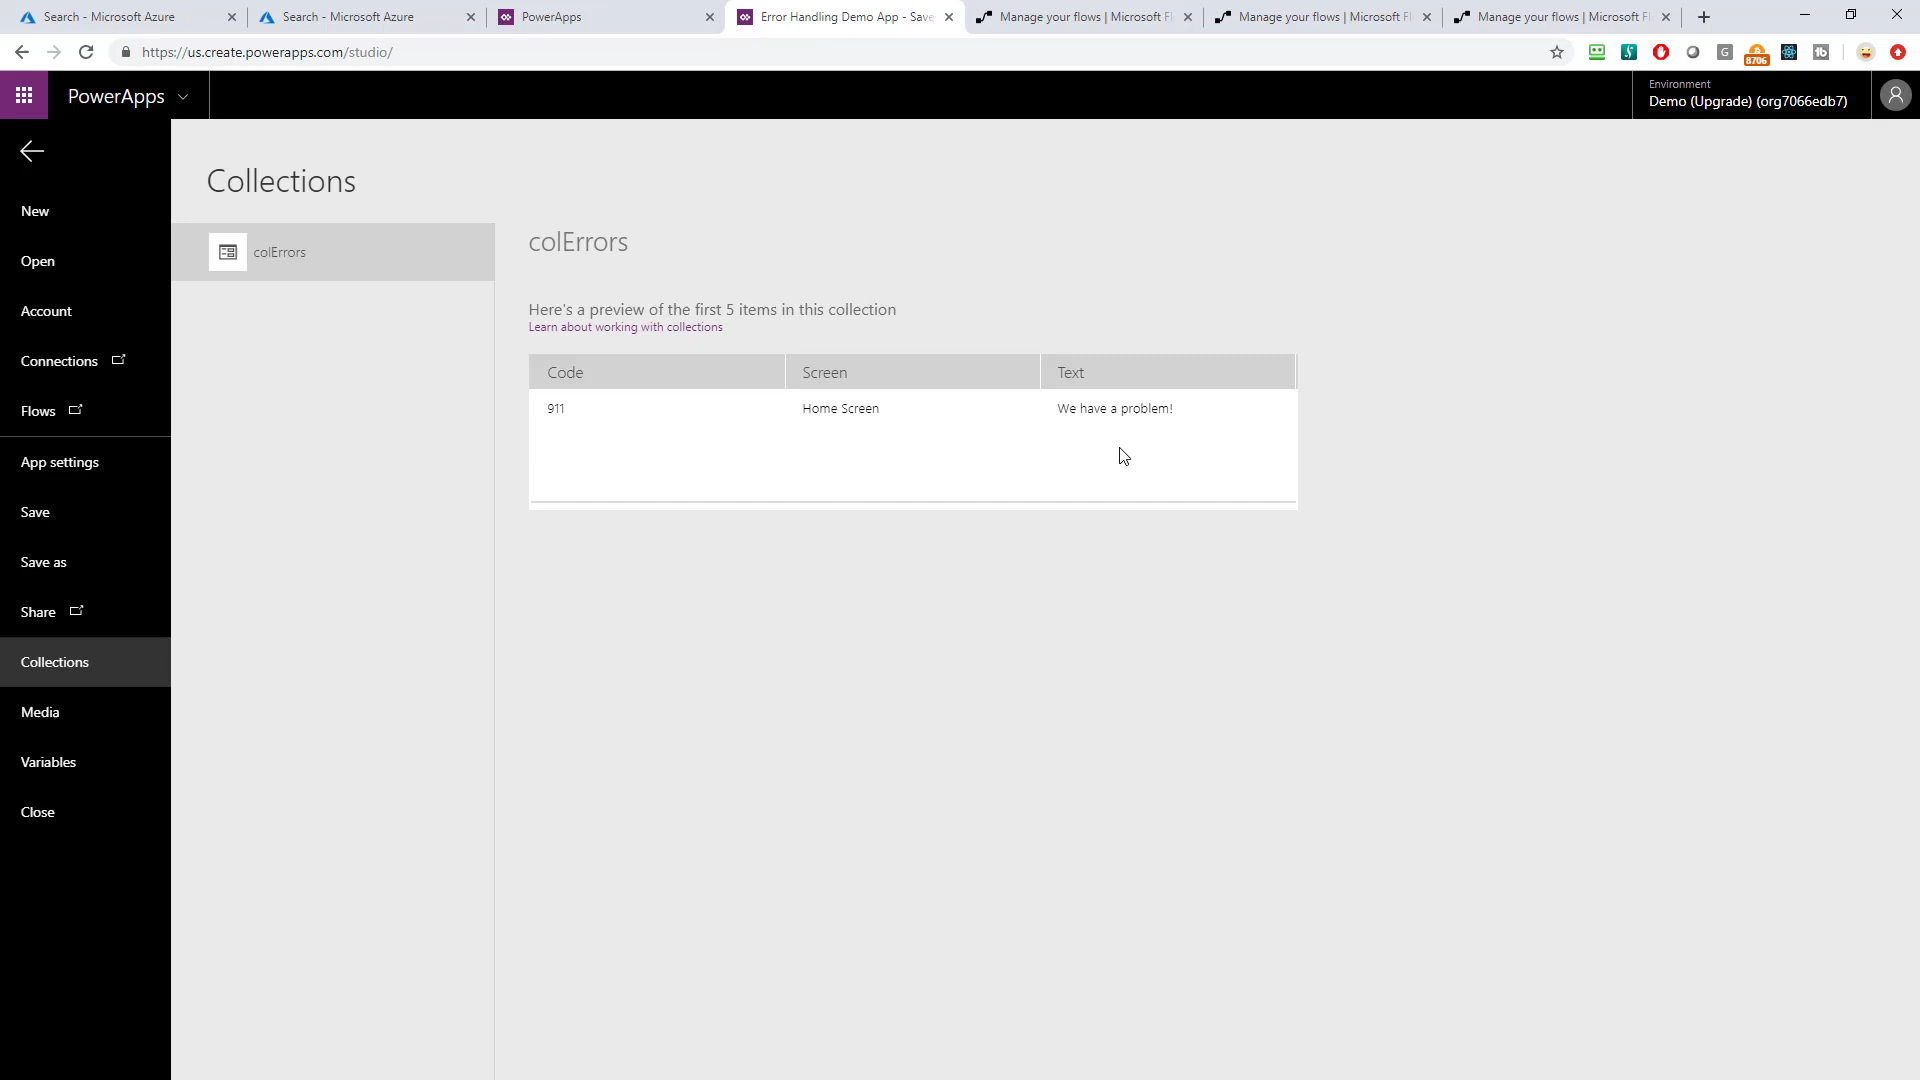 Search - Microsoft Azure
Search - Microsoft Azure
PowerApps
Error Handling Demo App - Save
Manage your flows | Microsoft Fl
Manage your flows | Microsoft Fl
Manage your flows | Microsoft Fl
https://us.create.powerapps.com/studio/
G
8706
tb
PowerApps
Environment
Demo (Upgrade) (org7066edb7)
New
Open
Account
Connections
Flows
App settings
Save
Save as
Share
Collections
Media
Variables
Close
Collections
colErrors
colErrors
Here's a preview of the first 5 items in this collection
Learn about working with collections
Code Screen Text
911 Home Screen We have a problem!